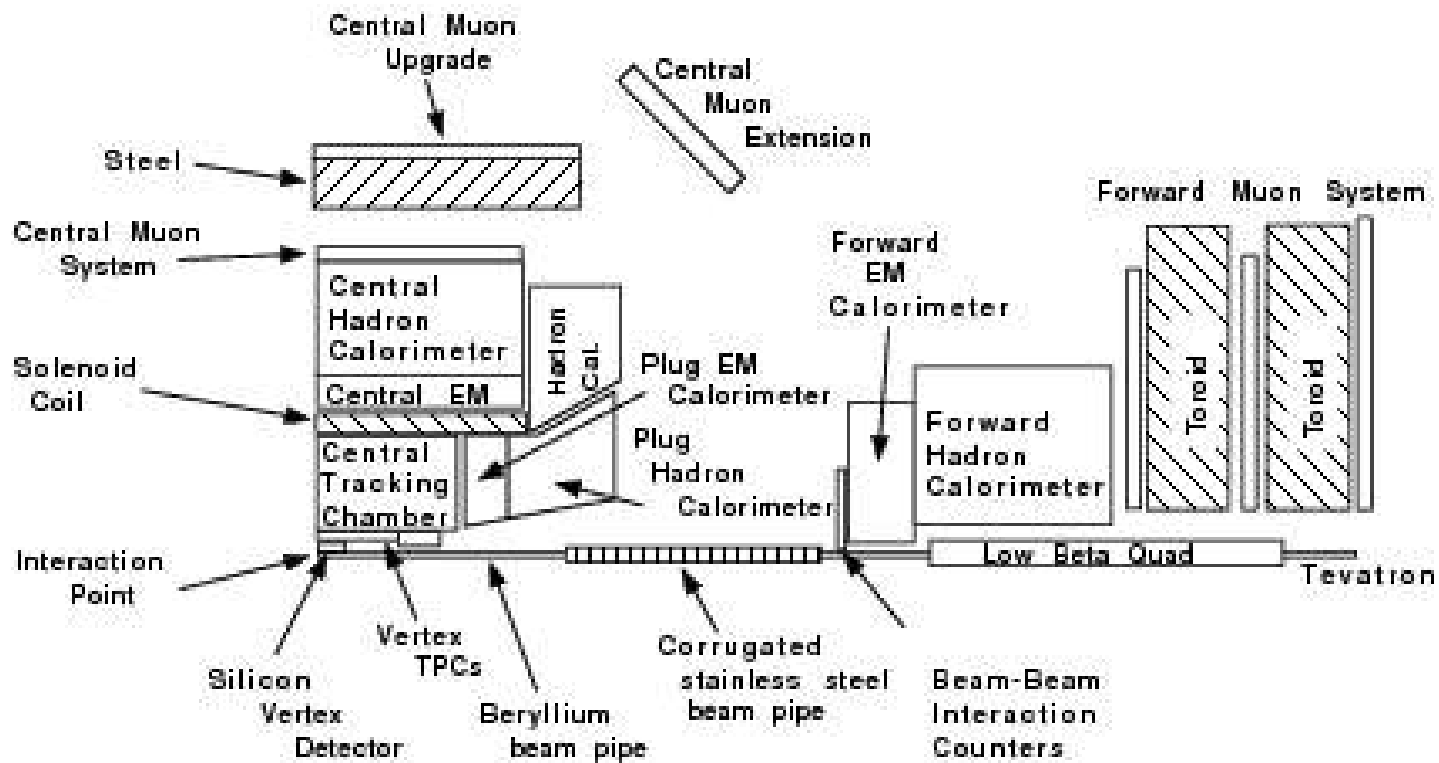 Central Muon
Upgrade
Central
Muon
Extension
Steel
Forward Muon System
Central Muon
System
Forward
EM
Calorimeter
Central
Hadron
Calorimeter
Hadron
Cal.
Toroid
Toroid
Solenoid
Coil
Plug EM
Calorimeter
Central EM
Forward
Hadron
Calorimeter
Central
Tracking
Chamber
Plug
Hadron
Calorimeter
Interaction
Point
Low Beta Quad
Tevatron
Vertex
TPCs
Silicon
Vertex
Detector
Beryllium
beam pipe
Corrugated
stainless steel
beam pipe
Beam-Beam
Interaction
Counters